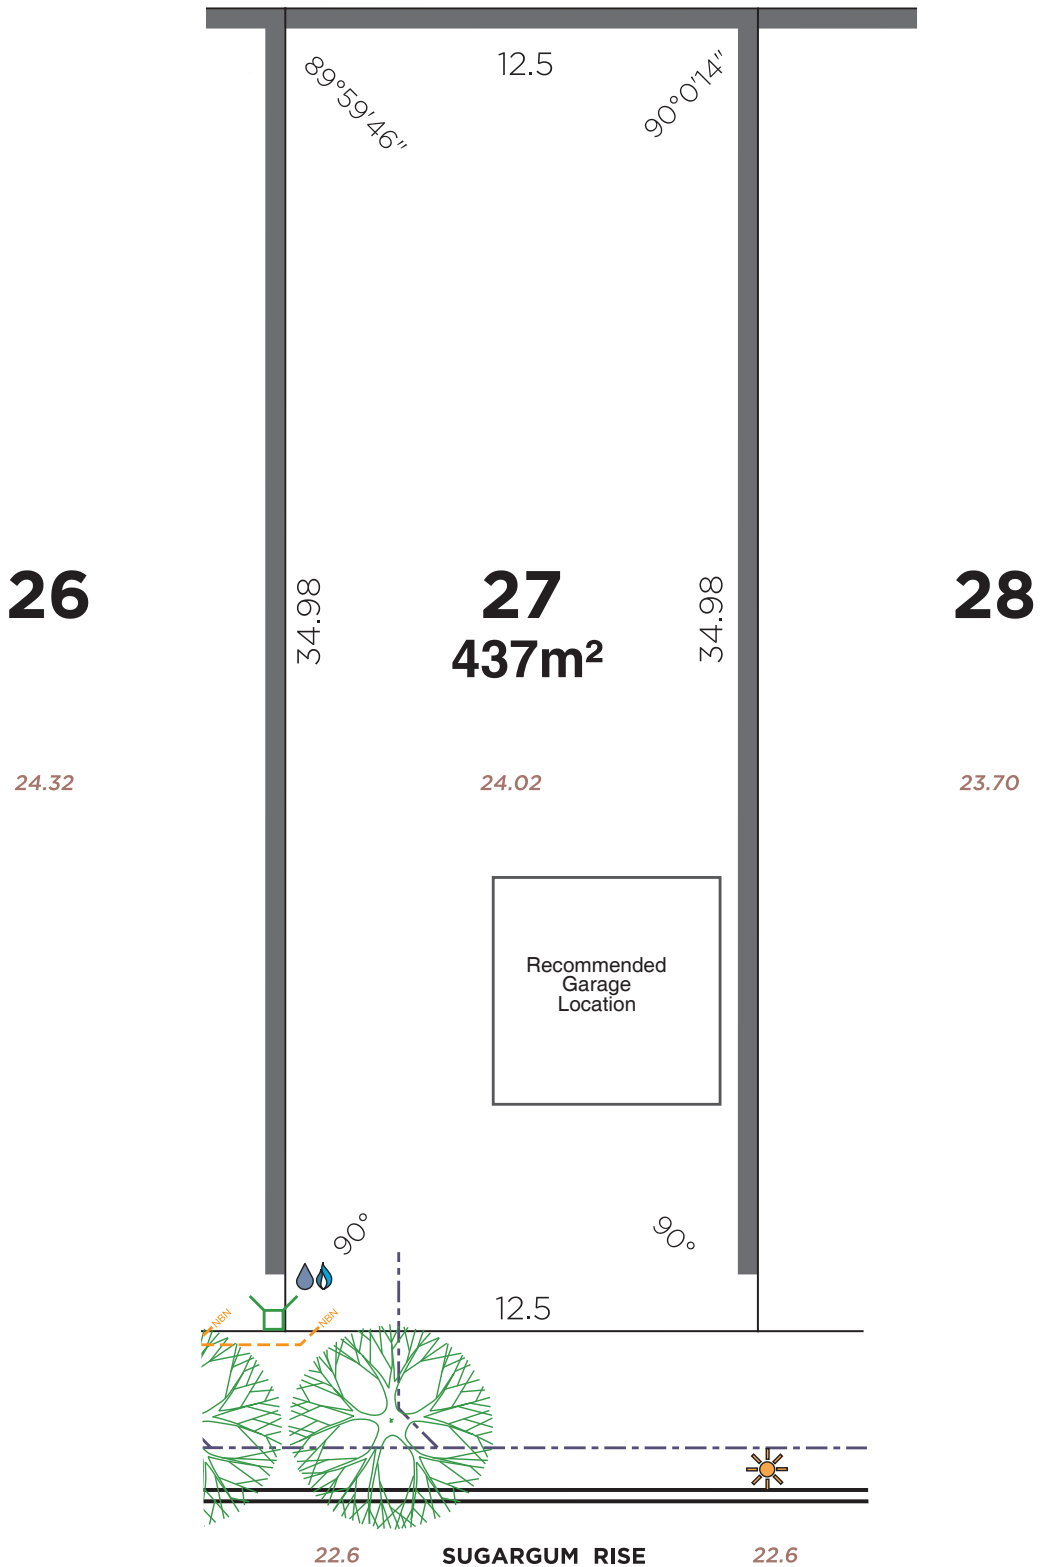 12.5
89°59'46"
90°0'14"
26
27
28
437m²
34.98
34.98
24.32
24.02
23.70
Recommended
Garage
Location
90°
90°
12.5
NBN
NBN
22.6
SUGARGUM RISE
22.6